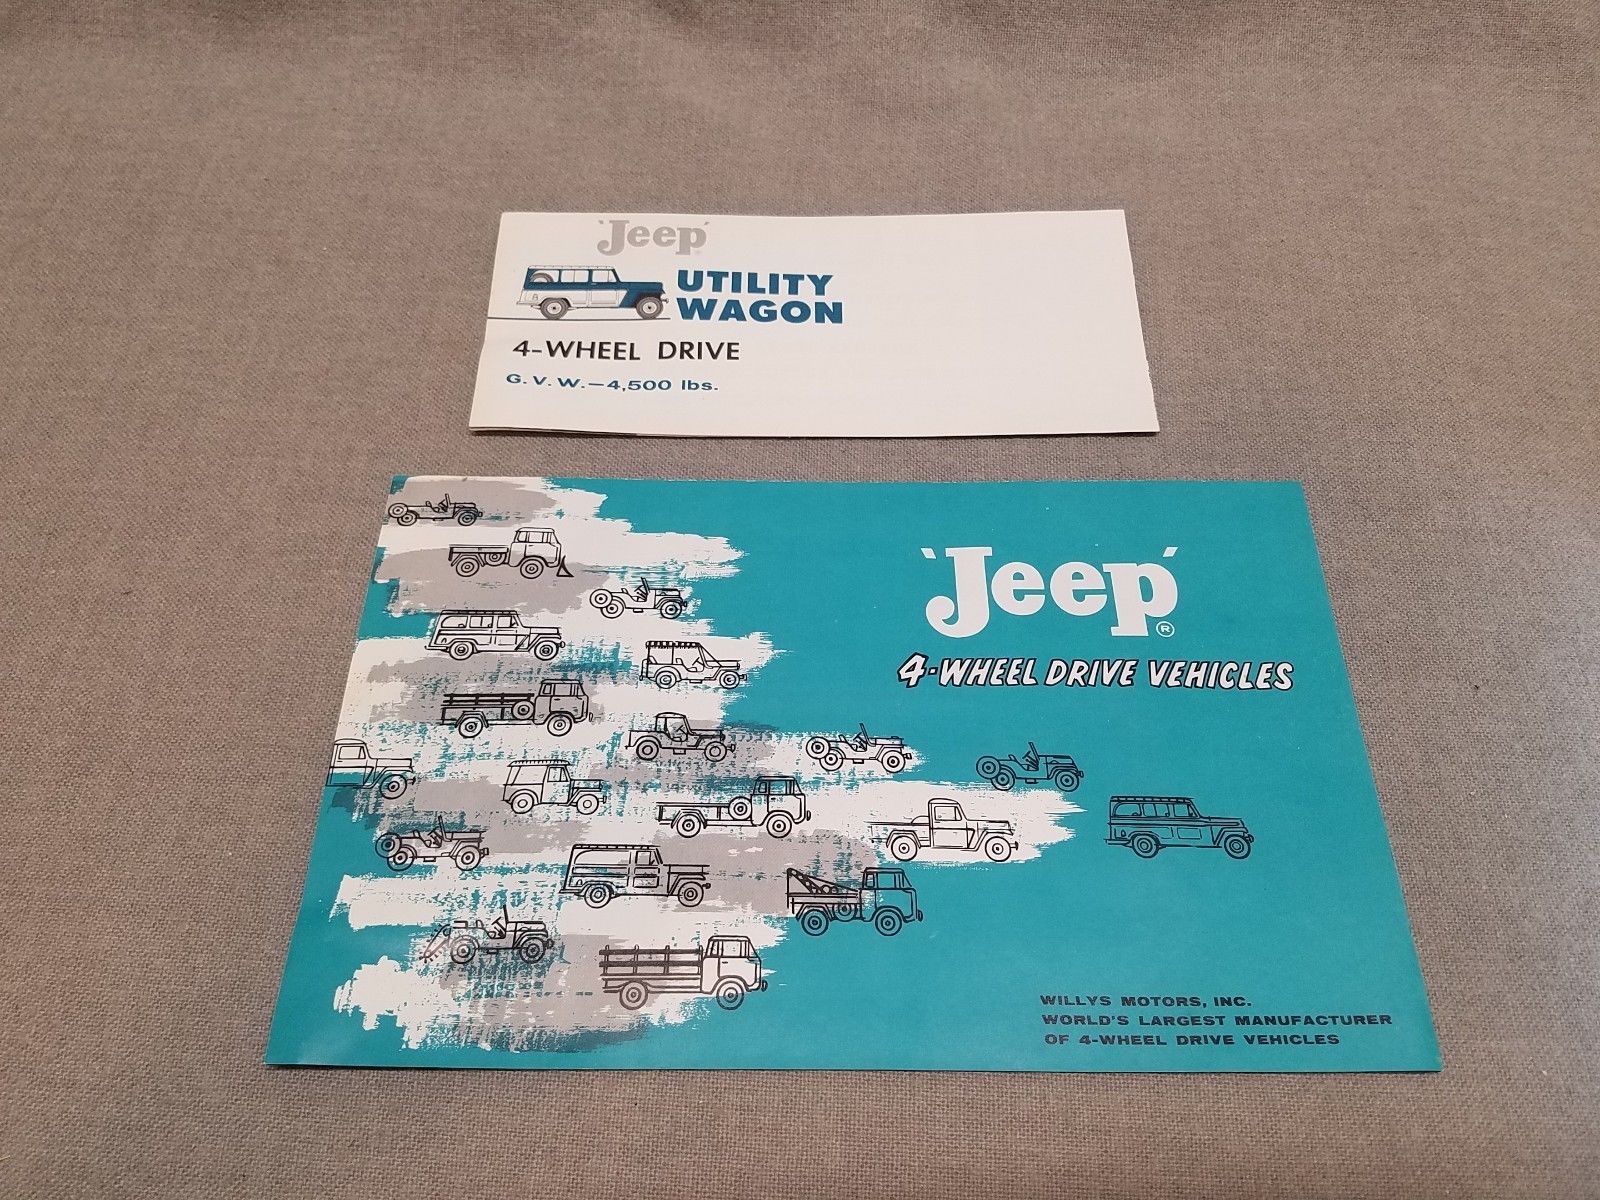 'Jeep'
UTILITY
WAGON
4-WHEEL DRIVE
G. V. W.—4,500 lbs.
'Jeep'®
4-WHEEL DRIVE VEHICLES
WILLYS MOTORS, INC.
WORLD'S LARGEST MANUFACTURER
OF 4-WHEEL DRIVE VEHICLES